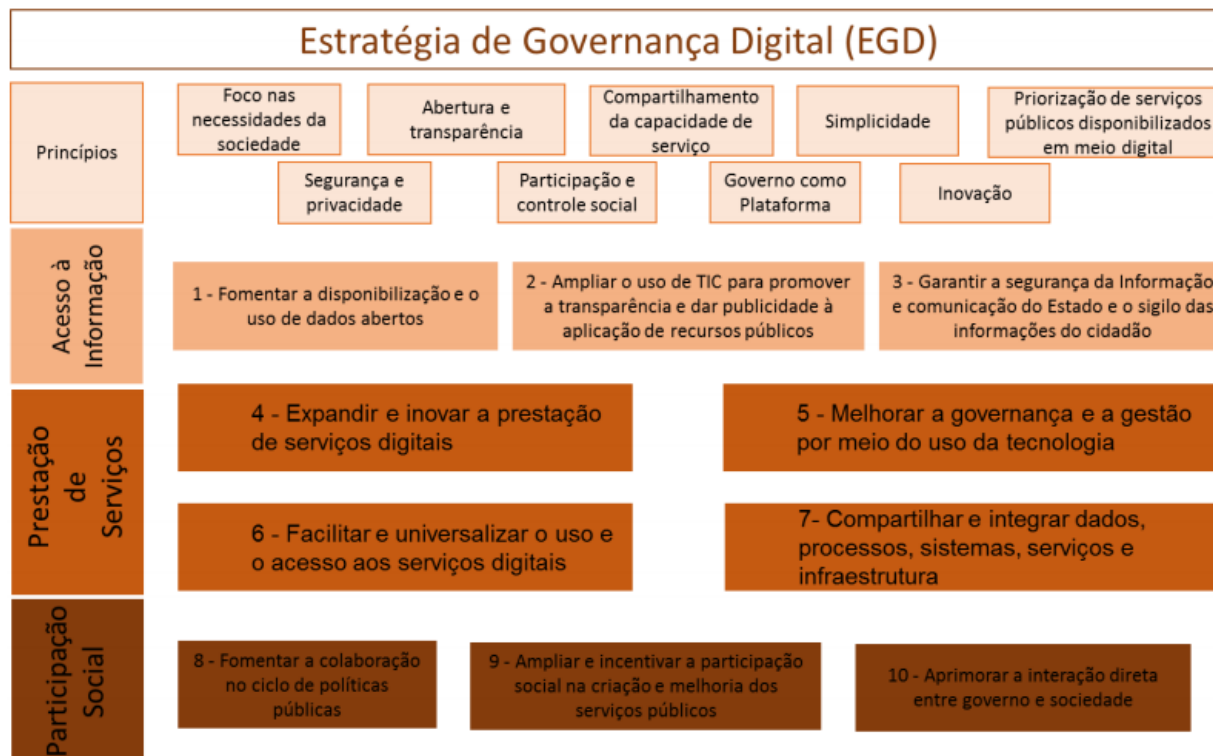 Estratégia de Governança Digital (EGD)
Princípios
Foco nas
necessidades da
sociedade
Abertura e
transparência
Compartilhamento
da capacidade de
serviço
Simplicidade
Priorização de serviços
públicos disponibilizados
em meio digital
Segurança e
privacidade
Participação e
controle social
Governo como
Plataforma
Inovação
Acesso à
Informação
1 - Fomentar a disponibilização e o
uso de dados abertos
2 - Ampliar o uso de TIC para promover
a transparência e dar publicidade à
aplicação de recursos públicos
3 - Garantir a segurança da Informação
e comunicação do Estado e o sigilo das
informações do cidadão
Prestação
de
Serviços
4 - Expandir e inovar a prestação
de serviços digitais
5 - Melhorar a governança e a gestão
por meio do uso da tecnologia
6 - Facilitar e universalizar o uso e
o acesso aos serviços digitais
7- Compartilhar e integrar dados,
processos, sistemas, serviços e
infraestrutura
Participação
Social
8 - Fomentar a colaboração
no ciclo de políticas
públicas
9 - Ampliar e incentivar a participação
social na criação e melhoria dos
serviços públicos
10 - Aprimorar a interação direta
entre governo e sociedade